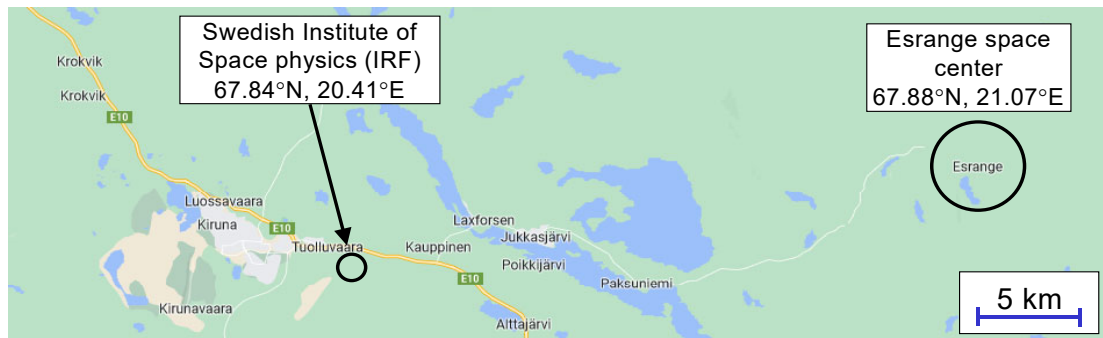 Swedish Institute of
Space physics (IRF)
67.84°N, 20.41°E
Esrange space
center
67.88°N, 21.07°E
Krokvik
Krokvik
E10
Esrange
Luossavaara
Kiruna
E10
Tuolluvaara
Laxforsen
Jukkasjärvi
Kauppinen
Poikkijärvi
E10
Paksuniemi
Kirunavaara
Alttajärvi
5 km